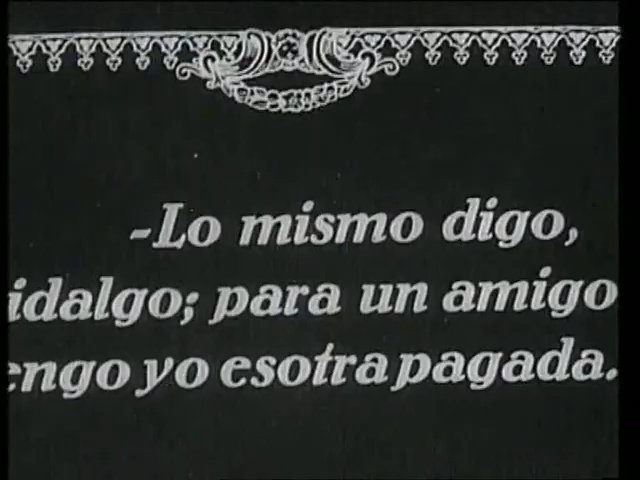 -Lo mismo digo,
idalgo; para un amigo
engo yo esotra pagada.